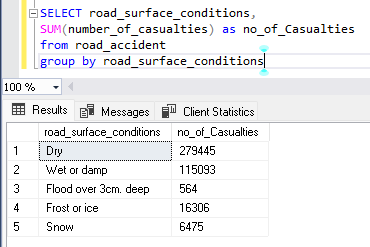 SELECT road_surface_conditions,
SUM(number_of_casualties) as no_of_Casualties
from road_accident
group by road_surface_conditions
100 %
Results Messages Client Statistics
road_surface_conditions no_of_Casualties
1 Dry 279445
2 Wet or damp 115093
3 Flood over 3cm. deep 564
4 Frost or ice 16306
5 Snow 6475